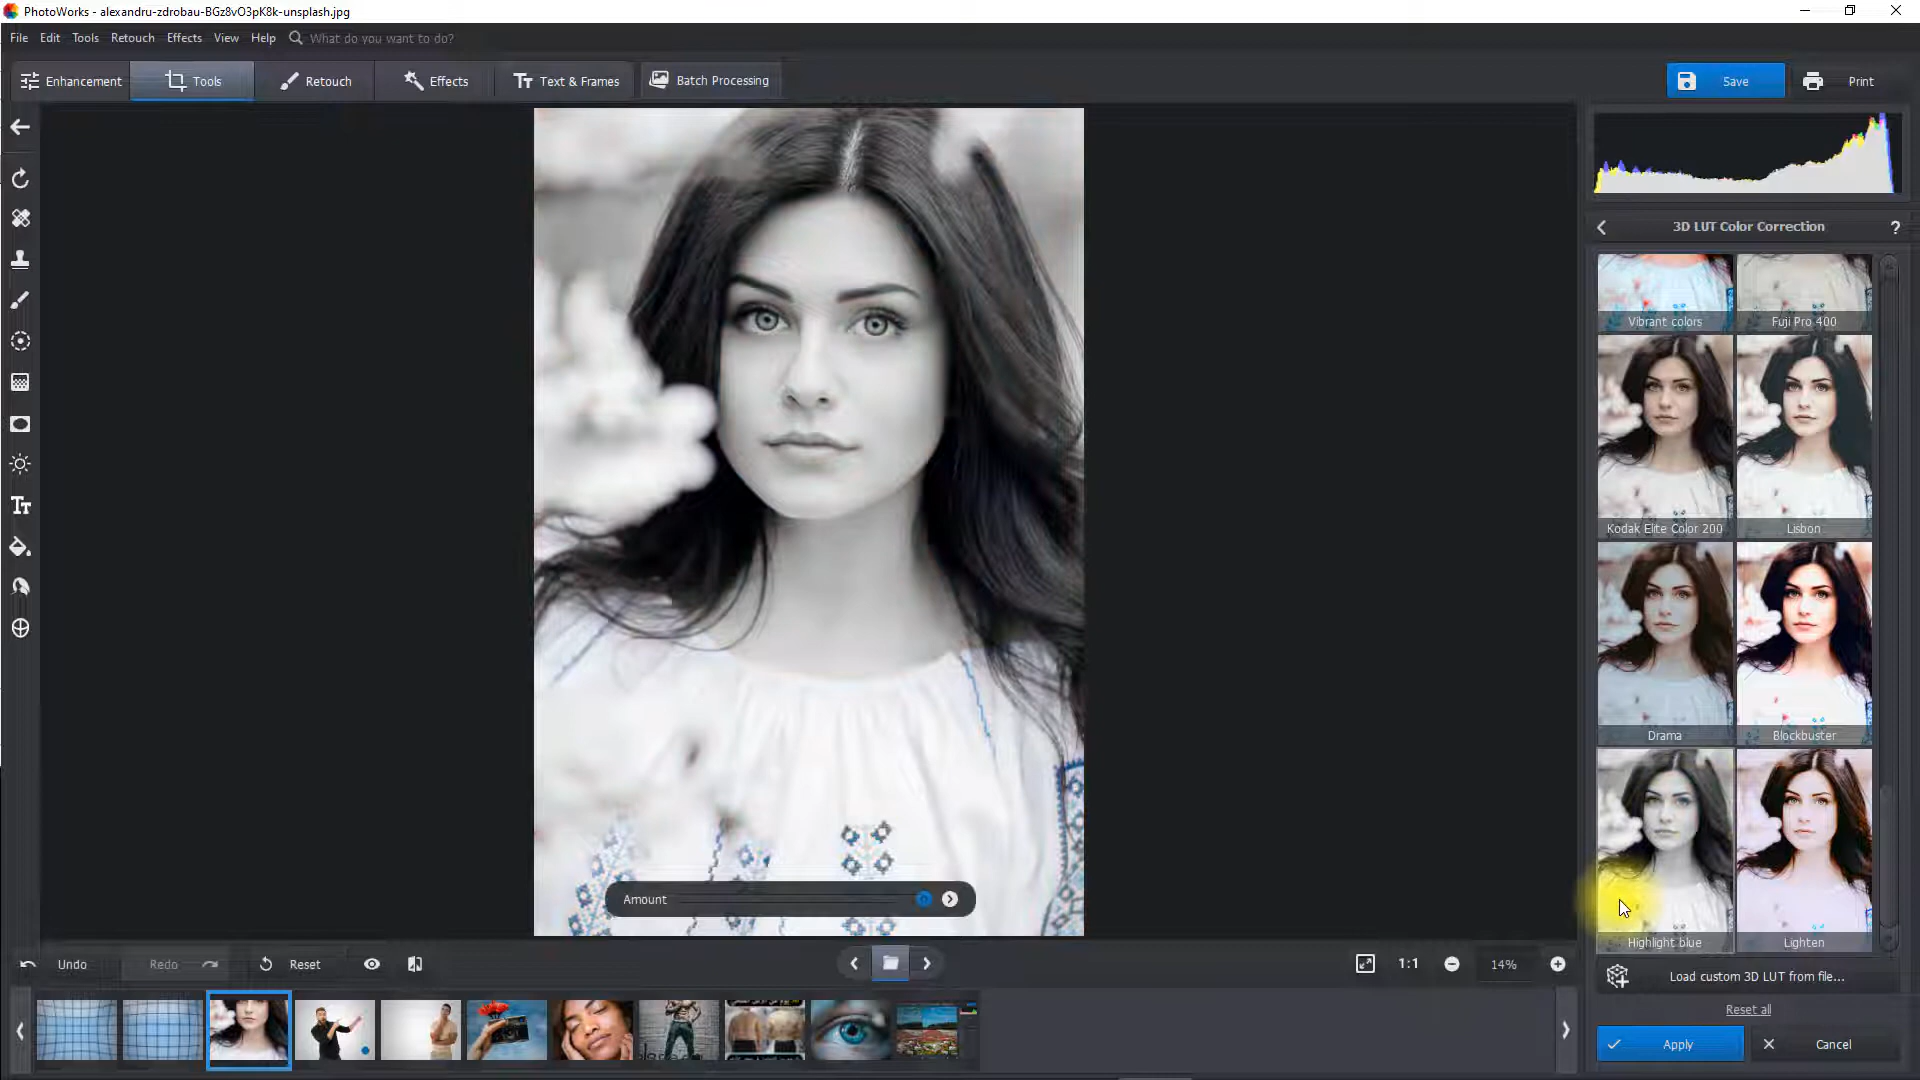 PhotoWorks - alexandru-zdrobau-BGz8vO3pK8k-unsplash.jpg
File Edit Tools Retouch Effects View Help What do you want to do?
Enhancement Tools Retouch Effects Text & Frames Batch Processing Save Print
3D LUT Color Correction ?
Vibrant colors Fuji Pro 400
Kodak Elite Color 200 Lisbon
Drama Blockbuster
Amount
Highlight blue Lighten
Undo Redo Reset 1:1 14%
Load custom 3D LUT from file...
Reset all
Apply Cancel